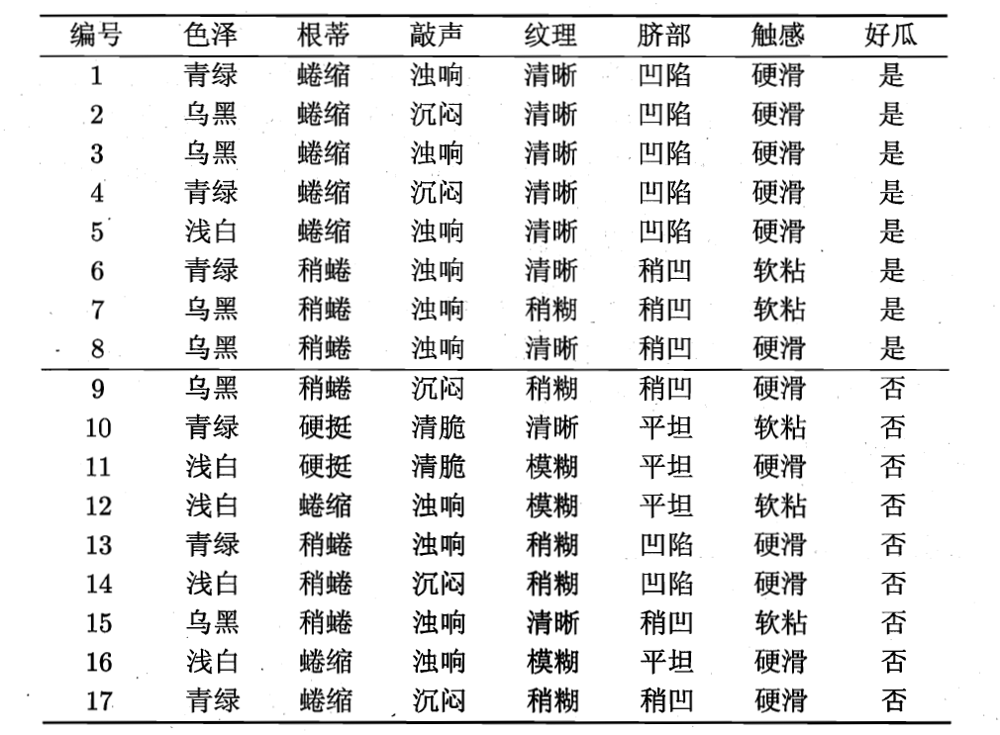 编号 色泽 根蒂 敲声 纹理 脐部 触感 好瓜
1 青绿 蜷缩 浊响 清晰 凹陷 硬滑 是
2 乌黑 蜷缩 沉闷 清晰 凹陷 硬滑 是
3 乌黑 蜷缩 浊响 清晰 凹陷 硬滑 是
4 青绿 蜷缩 沉闷 清晰 凹陷 硬滑 是
5 浅白 蜷缩 浊响 清晰 凹陷 硬滑 是
6 青绿 稍蜷 浊响 清晰 稍凹 软粘 是
7 乌黑 稍蜷 浊响 稍糊 稍凹 软粘 是
8 乌黑 稍蜷 浊响 清晰 稍凹 硬滑 是
9 乌黑 稍蜷 沉闷 稍糊 稍凹 硬滑 否
10 青绿 硬挺 清脆 清晰 平坦 软粘 否
11 浅白 硬挺 清脆 模糊 平坦 硬滑 否
12 浅白 蜷缩 浊响 模糊 平坦 软粘 否
13 青绿 稍蜷 浊响 稍糊 凹陷 硬滑 否
14 浅白 稍蜷 沉闷 稍糊 凹陷 硬滑 否
15 乌黑 稍蜷 浊响 清晰 稍凹 软粘 否
16 浅白 蜷缩 浊响 模糊 平坦 硬滑 否
17 青绿 蜷缩 沉闷 稍糊 稍凹 硬滑 否